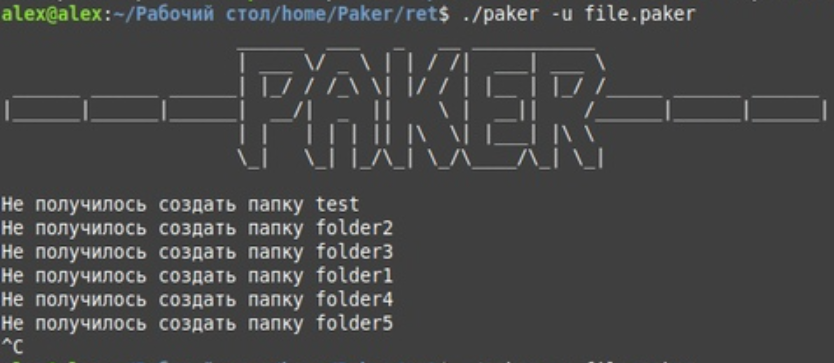 alex@alex:~/Рабочий стол/home/Paker/ret$ ./paker -u file.paker
PAKER
Не получилось создать папку test
Не получилось создать папку folder2
Не получилось создать папку folder3
Не получилось создать папку folder1
Не получилось создать папку folder4
Не получилось создать папку folder5
^C